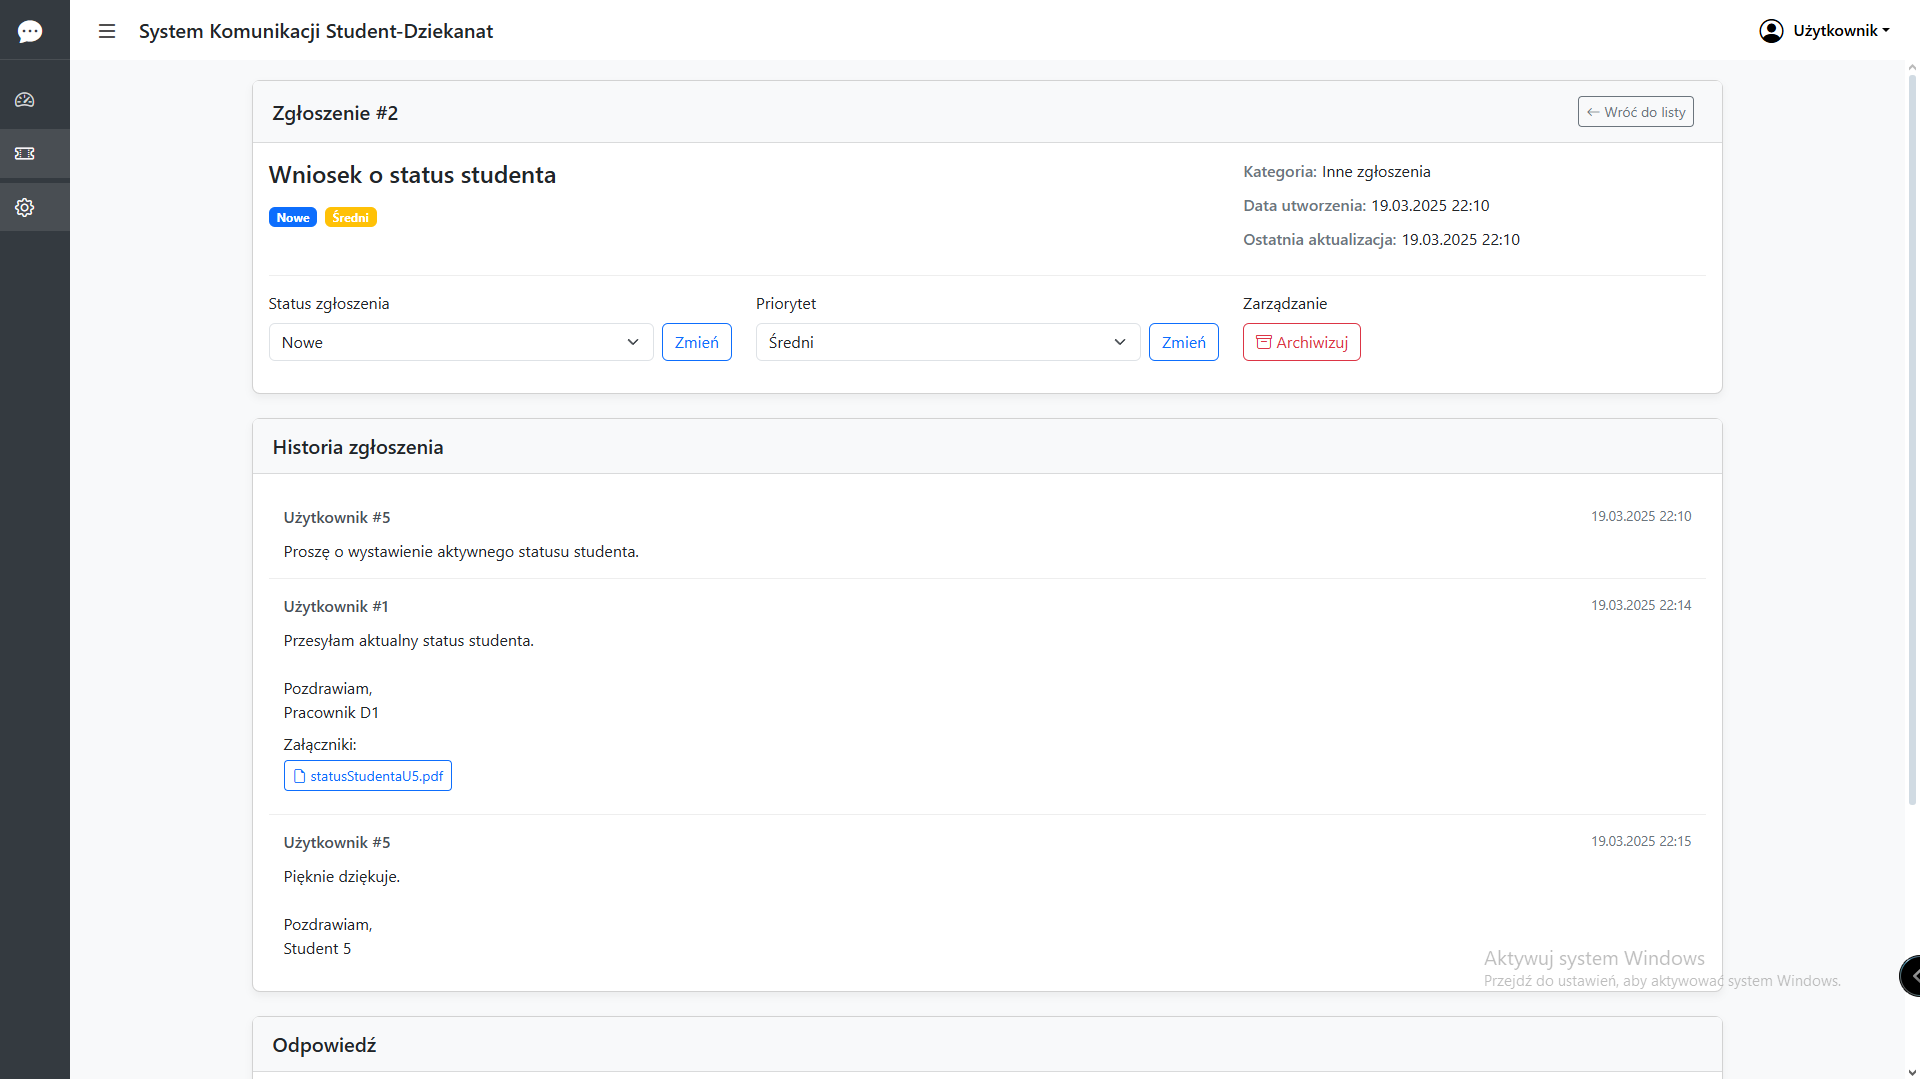 System Komunikacji Student-Dziekanat
Użytkownik
Zgłoszenie #2
Wróć do listy
Wniosek o status studenta
Nowe
Średni
Kategoria: Inne zgłoszenia
Data utworzenia: 19.03.2025 22:10
Ostatnia aktualizacja: 19.03.2025 22:10
Status zgłoszenia
Priorytet
Zarządzanie
Nowe
Zmień
Średni
Zmień
Archiwizuj
Historia zgłoszenia
Użytkownik #5
19.03.2025 22:10
Proszę o wystawienie aktywnego statusu studenta.
Użytkownik #1
19.03.2025 22:14
Przesyłam aktualny status studenta.
Pozdrawiam,
Pracownik D1
Załączniki:
statusStudentaU5.pdf
Użytkownik #5
19.03.2025 22:15
Pięknie dziękuje.
Pozdrawiam,
Student 5
Aktywuj system Windows
Przejdź do ustawień, aby aktywować system Windows.
Odpowiedź